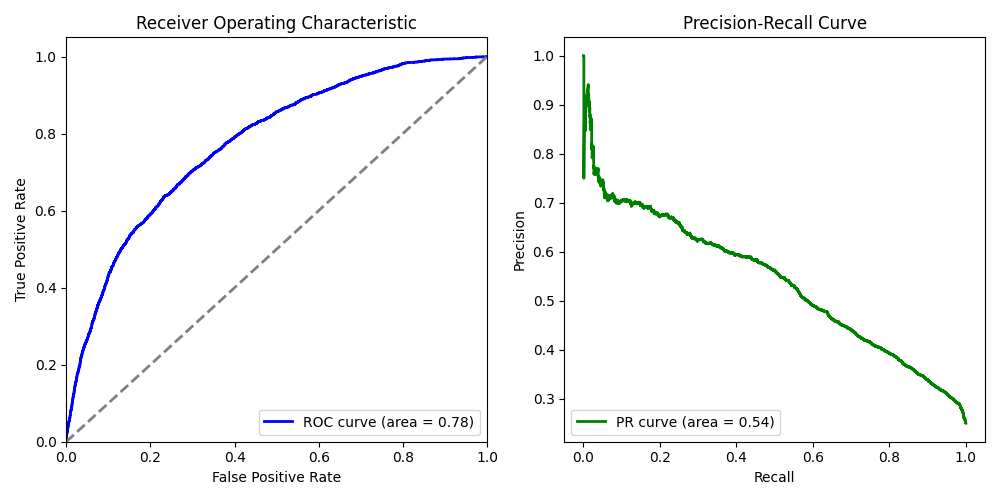 Receiver Operating Characteristic
1.0
0.8
0.6
0.4
0.2
0.0
True Positive Rate
0.0 0.2 0.4 0.6 0.8 1.0
False Positive Rate
ROC curve (area = 0.78)
Precision-Recall Curve
1.0
0.9
0.8
0.7
0.6
0.5
0.4
0.3
Precision
0.0 0.2 0.4 0.6 0.8 1.0
Recall
PR curve (area = 0.54)